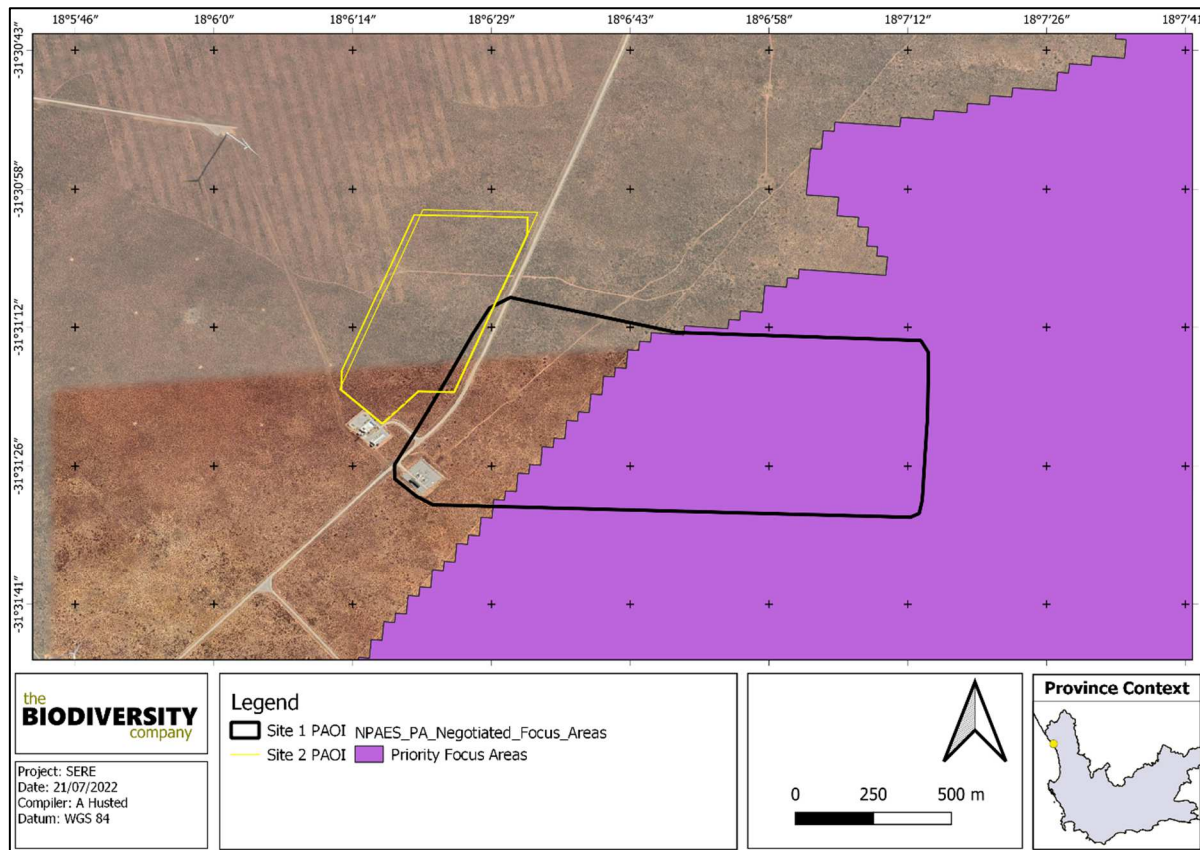 18°5′46″ 18°6′0″ 18°6′14″ 18°6′29″ 18°6′43″ 18°6′58″ 18°7′12″ 18°7′26″ 18°7′41
-31°30′43″
-31°30′58″
-31°31′12″
-31°31′26″
-31°31′41″
the
BIODIVERSITY
company
Project: SERE
Date: 21/07/2022
Compiler: A Husted
Datum: WGS 84
Legend
Site 1 PAOI NPAES_PA_Negotiated_Focus_Areas
Site 2 PAOI Priority Focus Areas
0 250 500 m
Province Context